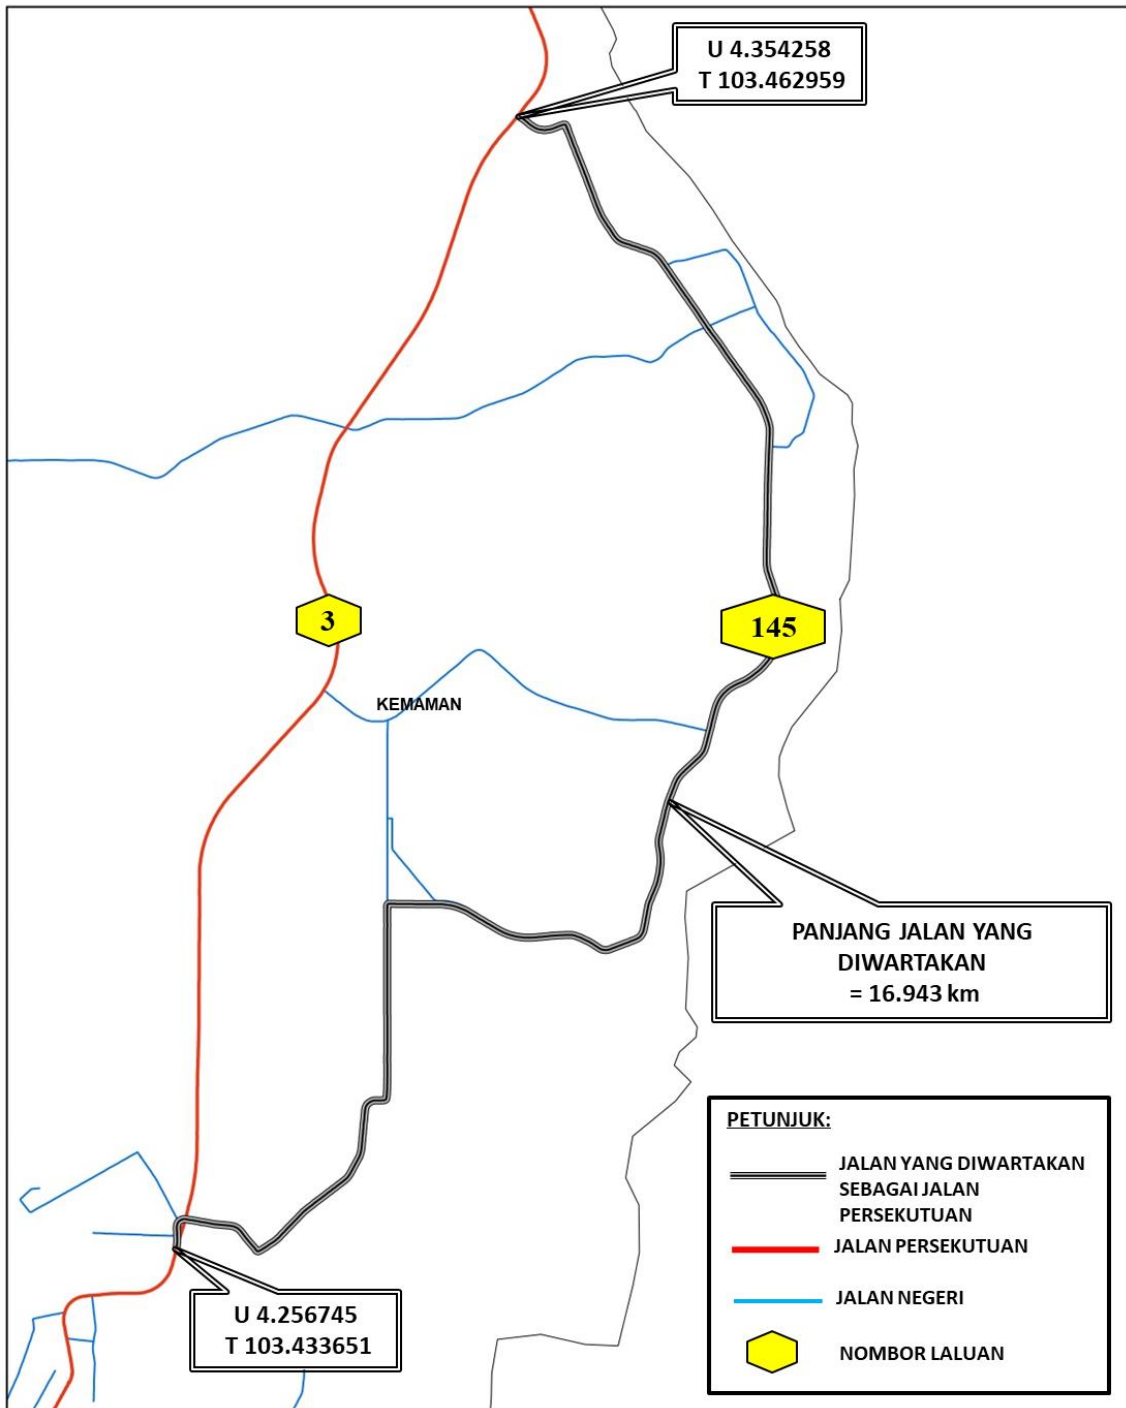 U 4.354258
T 103.462959
3
145
KEMAMAN
PANJANG JALAN YANG
DIWARTAKAN
= 16.943 km
PETUNJUK:
JALAN YANG DIWARTAKAN
SEBAGAI JALAN
PERSEKUTUAN
JALAN PERSEKUTUAN
JALAN NEGERI
NOMBOR LALUAN
U 4.256745
T 103.433651